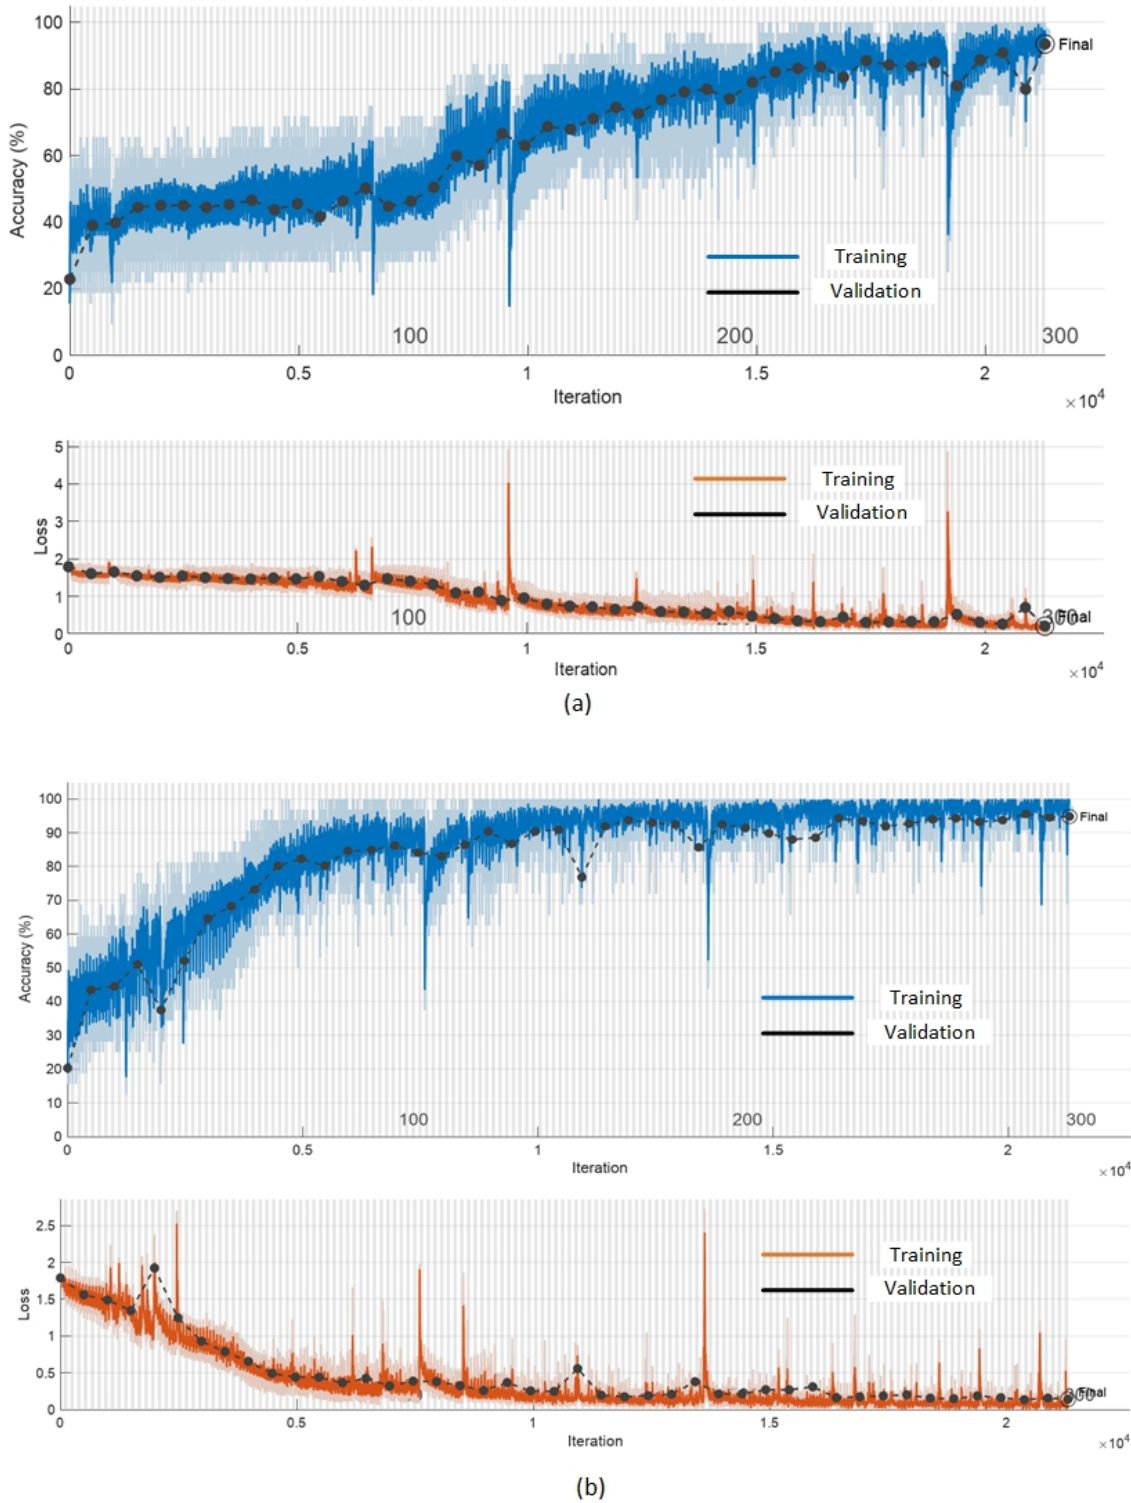 100
80
60
40
20
0
Accuracy (%)
Final
Training
Validation
100 200 300
0 0.5 1 1.5 2
Iteration
×10⁴
5
4
3
2
1
0
Loss
Training
Validation
100 300
Final
0 0.5 1 1.5 2
Iteration
×10⁴
(a)
100
90
80
70
60
50
40
30
20
10
0
Accuracy (%)
Final
Training
Validation
100 200 300
0 0.5 1 1.5 2
Iteration
×10⁴
2.5
2
1.5
1
0.5
0
Loss
Training
Validation
300
Final
0 0.5 1 1.5 2
Iteration
×10⁴
(b)